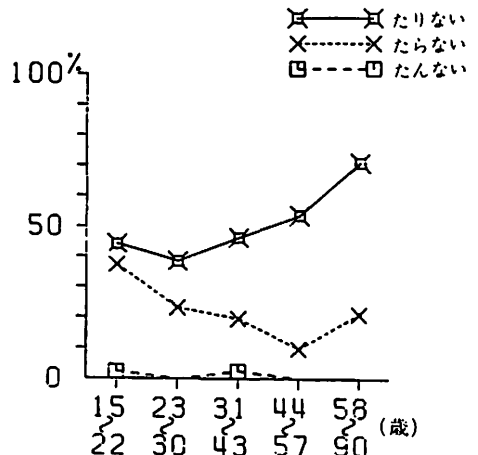 たりない
たらない
たんない
100%
50
0
15 23 31 44 58
〜 〜 〜 〜 〜 (歳)
22 30 43 57 90